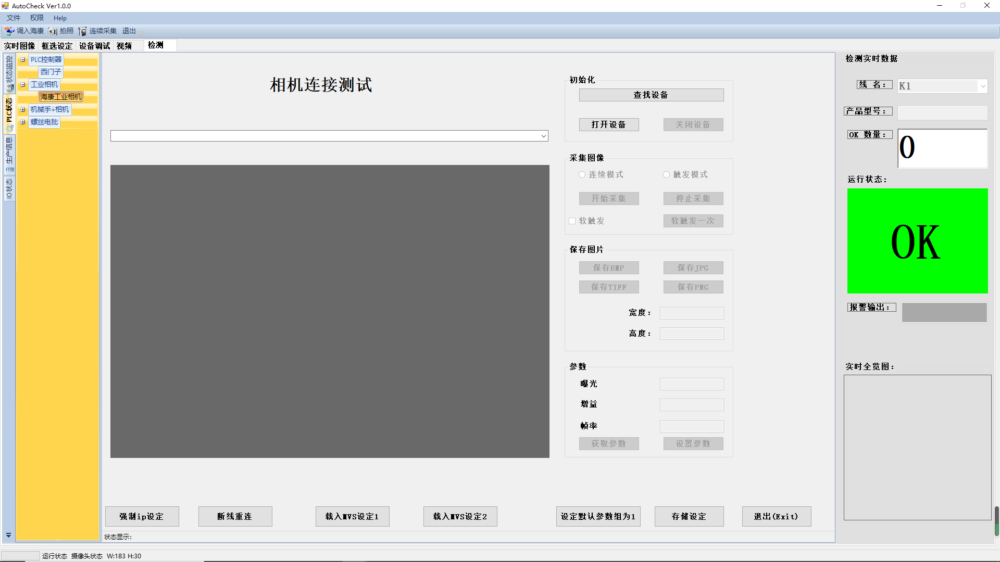 AutoCheck Ver1.0.0
文件 权限 Help
调入海康 拍照 连续采集 退出
实时图像 框选设定 设备调试 视频 检测
状态监控
PLC状态
生产信息
IO状态
PLC控制器
西门子
工业相机
海康工业相机
机械手+相机
螺丝电批
相机连接测试
初始化
查找设备
打开设备 关闭设备
采集图像
连续模式 触发模式
开始采集 停止采集
软触发 软触发一次
保存图片
保存BMP 保存JPG
保存TIFF 保存PNG
宽度：
高度：
参数
曝光
增益
帧率
获取参数 设置参数
强制ip设定 断线重连 载入MVS设定1 载入MVS设定2 设定默认参数组为1 存储设定 退出(Exit)
状态显示:
检测实时数据
线 名： K1
产品型号：
OK 数量： 0
运行状态：
OK
报警输出：
实时全览图：
运行状态 摄像头状态 W:183 H:30